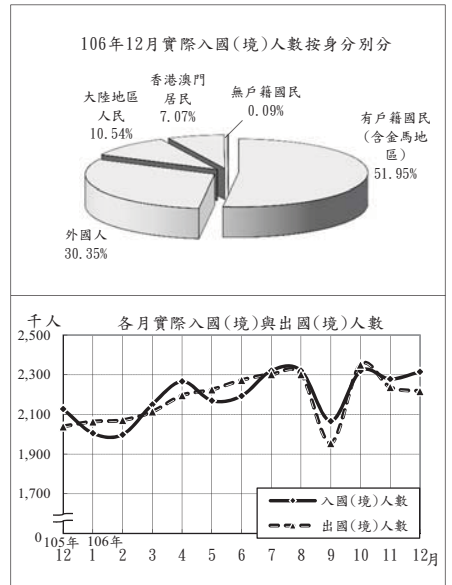 106年12月實際入國(境)人數按身分別分
香港澳門
居民
7.07%
無戶籍國民
0.09%
大陸地區
人民
10.54%
有戶籍國民
(含金馬地
區)
51.95%
外國人
30.35%
千人
各月實際入國(境)與出國(境)人數
2,500
2,300
2,100
1,900
1,700
0
入國(境)人數
出國(境)人數
105年 106年
12 1 2 3 4 5 6 7 8 9 10 11 12月